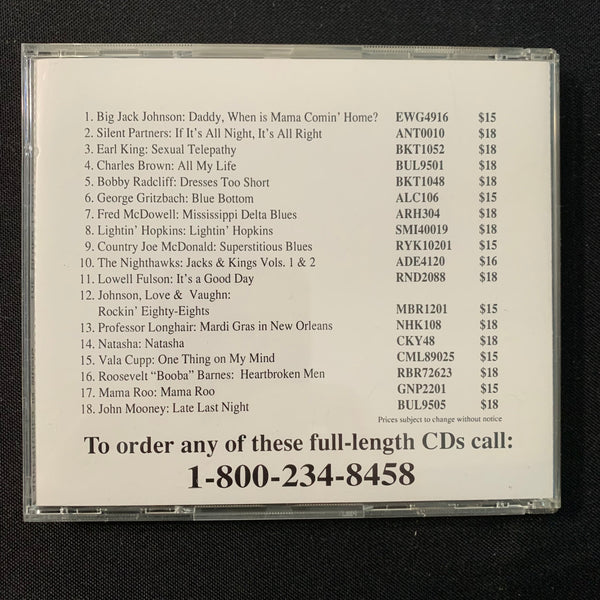 1. Big Jack Johnson: Daddy, When is Mama Comin' Home? EWG4916 $15
2. Silent Partners: If It's All Night, It's All Right ANT0010 $18
3. Earl King: Sexual Telepathy BKT1052 $18
4. Charles Brown: All My Life BUL9501 $18
5. Bobby Radcliff: Dresses Too Short BKT1048 $18
6. George Gritzbach: Blue Bottom ALC106 $15
7. Fred McDowell: Mississippi Delta Blues ARH304 $18
8. Lightin' Hopkins: Lightin' Hopkins SMI40019 $18
9. Country Joe McDonald: Superstitious Blues RYK10201 $15
10. The Nighthawks: Jacks & Kings Vols. 1 & 2 ADE4120 $16
11. Lowell Fulson: It's a Good Day RND2088 $18
12. Johnson, Love & Vaughn:
Rockin' Eighty-Eights MBR1201 $15
13. Professor Longhair: Mardi Gras in New Orleans NHK108 $18
14. Natasha: Natasha CKY48 $18
15. Vala Cupp: One Thing on My Mind CML89025 $15
16. Roosevelt "Booba" Barnes: Heartbroken Men RBR72623 $18
17. Mama Roo: Mama Roo GNP2201 $15
18. John Mooney: Late Last Night BUL9505 $18
Prices subject to change without notice
To order any of these full-length CDs call:
1-800-234-8458